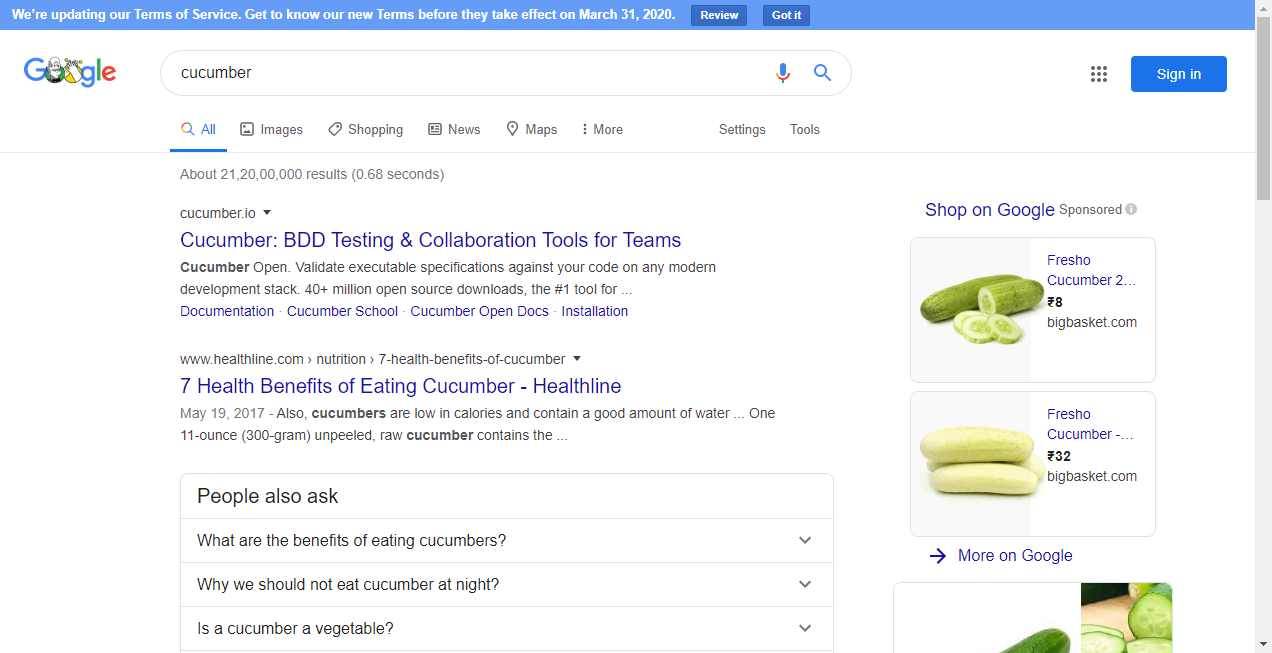 We're updating our Terms of Service. Get to know our new Terms before they take effect on March 31, 2020. Review Got it
Google
cucumber
Sign in
All Images Shopping News Maps More Settings Tools
About 21,20,00,000 results (0.68 seconds)
cucumber.io
Cucumber: BDD Testing & Collaboration Tools for Teams
Cucumber Open. Validate executable specifications against your code on any modern
development stack. 40+ million open source downloads, the #1 tool for ...
Documentation · Cucumber School · Cucumber Open Docs · Installation
www.healthline.com › nutrition › 7-health-benefits-of-cucumber
7 Health Benefits of Eating Cucumber - Healthline
May 19, 2017 - Also, cucumbers are low in calories and contain a good amount of water ... One
11-ounce (300-gram) unpeeled, raw cucumber contains the ...
People also ask
What are the benefits of eating cucumbers?
Why we should not eat cucumber at night?
Is a cucumber a vegetable?
Shop on Google Sponsored
Fresho
Cucumber 2...
₹8
bigbasket.com
Fresho
Cucumber -...
₹32
bigbasket.com
More on Google